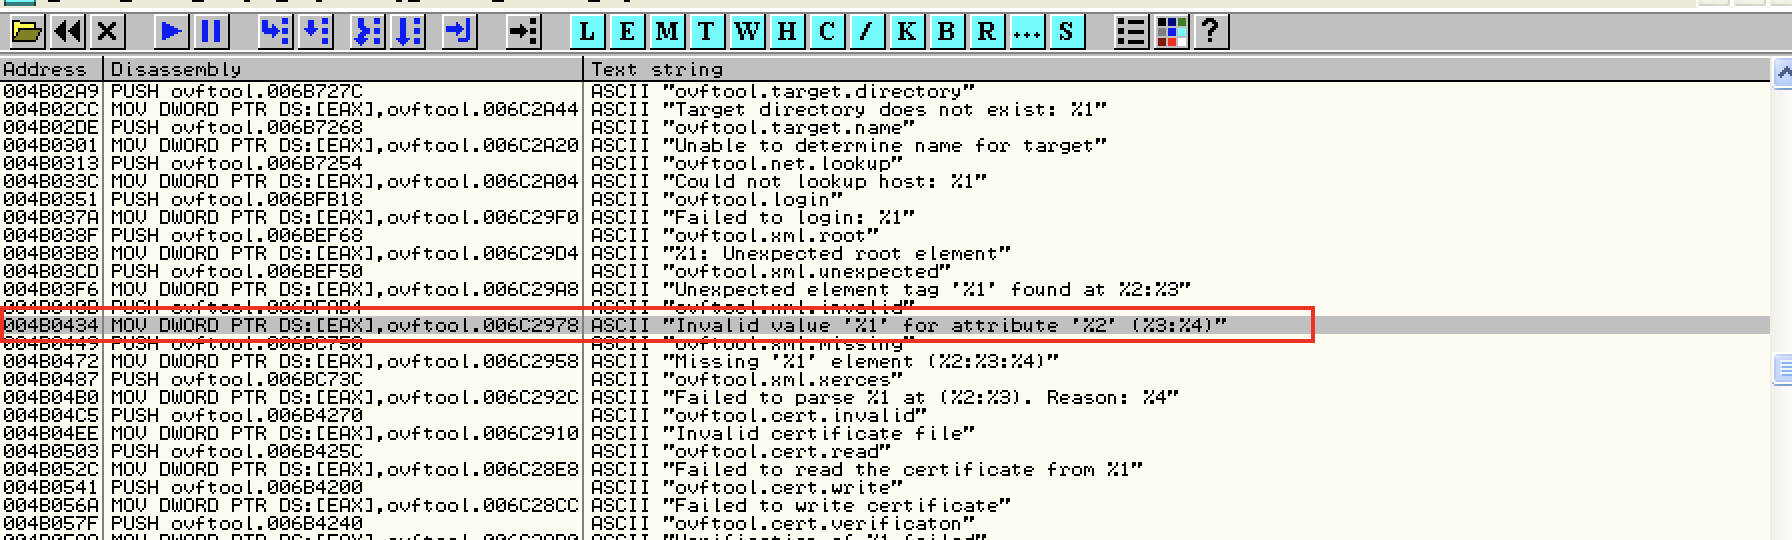 L E M T W H C / K B R ... S ?
Address Disassembly Text string
004B02A9 PUSH ovftool.006B727C ASCII "ovftool.target.directory"
004B02CC MOV DWORD PTR DS:[EAX],ovftool.006C2A44 ASCII "Target directory does not exist: %1"
004B02DE PUSH ovftool.006B7268 ASCII "ovftool.target.name"
004B0301 MOV DWORD PTR DS:[EAX],ovftool.006C2A20 ASCII "Unable to determine name for target"
004B0313 PUSH ovftool.006B7254 ASCII "ovftool.net.lookup"
004B033C MOV DWORD PTR DS:[EAX],ovftool.006C2A04 ASCII "Could not lookup host: %1"
004B0351 PUSH ovftool.006BFB18 ASCII "ovftool.login"
004B037A MOV DWORD PTR DS:[EAX],ovftool.006C29F0 ASCII "Failed to login: %1"
004B038F PUSH ovftool.006BEF68 ASCII "ovftool.xml.root"
004B03B8 MOV DWORD PTR DS:[EAX],ovftool.006C29D4 ASCII "%1: Unexpected root element"
004B03CD PUSH ovftool.006BEF50 ASCII "ovftool.xml.unexpected"
004B03F6 MOV DWORD PTR DS:[EAX],ovftool.006C29A8 ASCII "Unexpected element tag '%1' found at %2:%3"
PUSH ASCII "ovftool.xml.invalid"
004B0434 MOV DWORD PTR DS:[EAX],ovftool.006C2978 ASCII "Invalid value '%1' for attribute '%2' (%3:%4)"
004B0449 PUSH ovftool.006BC750 ASCII "ovftool.xml.missing"
004B0472 MOV DWORD PTR DS:[EAX],ovftool.006C2958 ASCII "Missing '%1' element (%2:%3:%4)"
004B0487 PUSH ovftool.006BC73C ASCII "ovftool.xml.xerces"
004B04B0 MOV DWORD PTR DS:[EAX],ovftool.006C292C ASCII "Failed to parse %1 at (%2:%3). Reason: %4"
004B04C5 PUSH ovftool.006B4270 ASCII "ovftool.cert.invalid"
004B04EE MOV DWORD PTR DS:[EAX],ovftool.006C2910 ASCII "Invalid certificate file"
004B0503 PUSH ovftool.006B425C ASCII "ovftool.cert.read"
004B052C MOV DWORD PTR DS:[EAX],ovftool.006C28E8 ASCII "Failed to read the certificate from %1"
004B0541 PUSH ovftool.006B4200 ASCII "ovftool.cert.write"
004B056A MOV DWORD PTR DS:[EAX],ovftool.006C28CC ASCII "Failed to write certificate"
004B057F PUSH ovftool.006B4240 ASCII "ovftool.cert.verificaton"